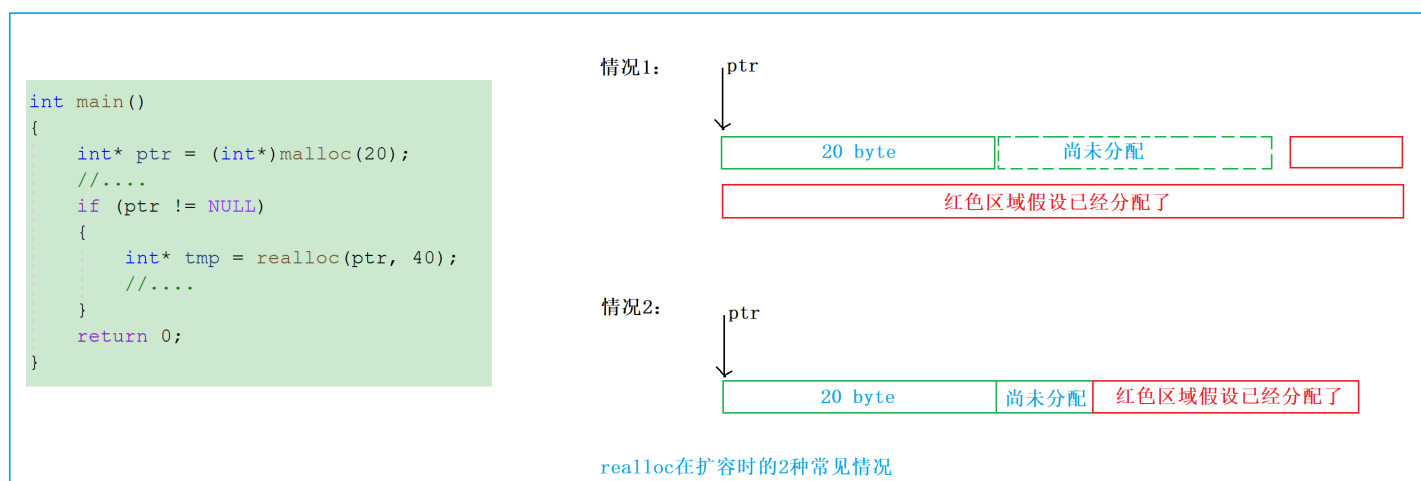 int main()
{
int* ptr = (int*)malloc(20);
//....
if (ptr != NULL)
{
int* tmp = realloc(ptr, 40);
//....
}
return 0;
}
情况1：
ptr
20 byte
尚未分配
红色区域假设已经分配了
情况2：
ptr
20 byte
尚未分配
红色区域假设已经分配了
realloc在扩容时的2种常见情况